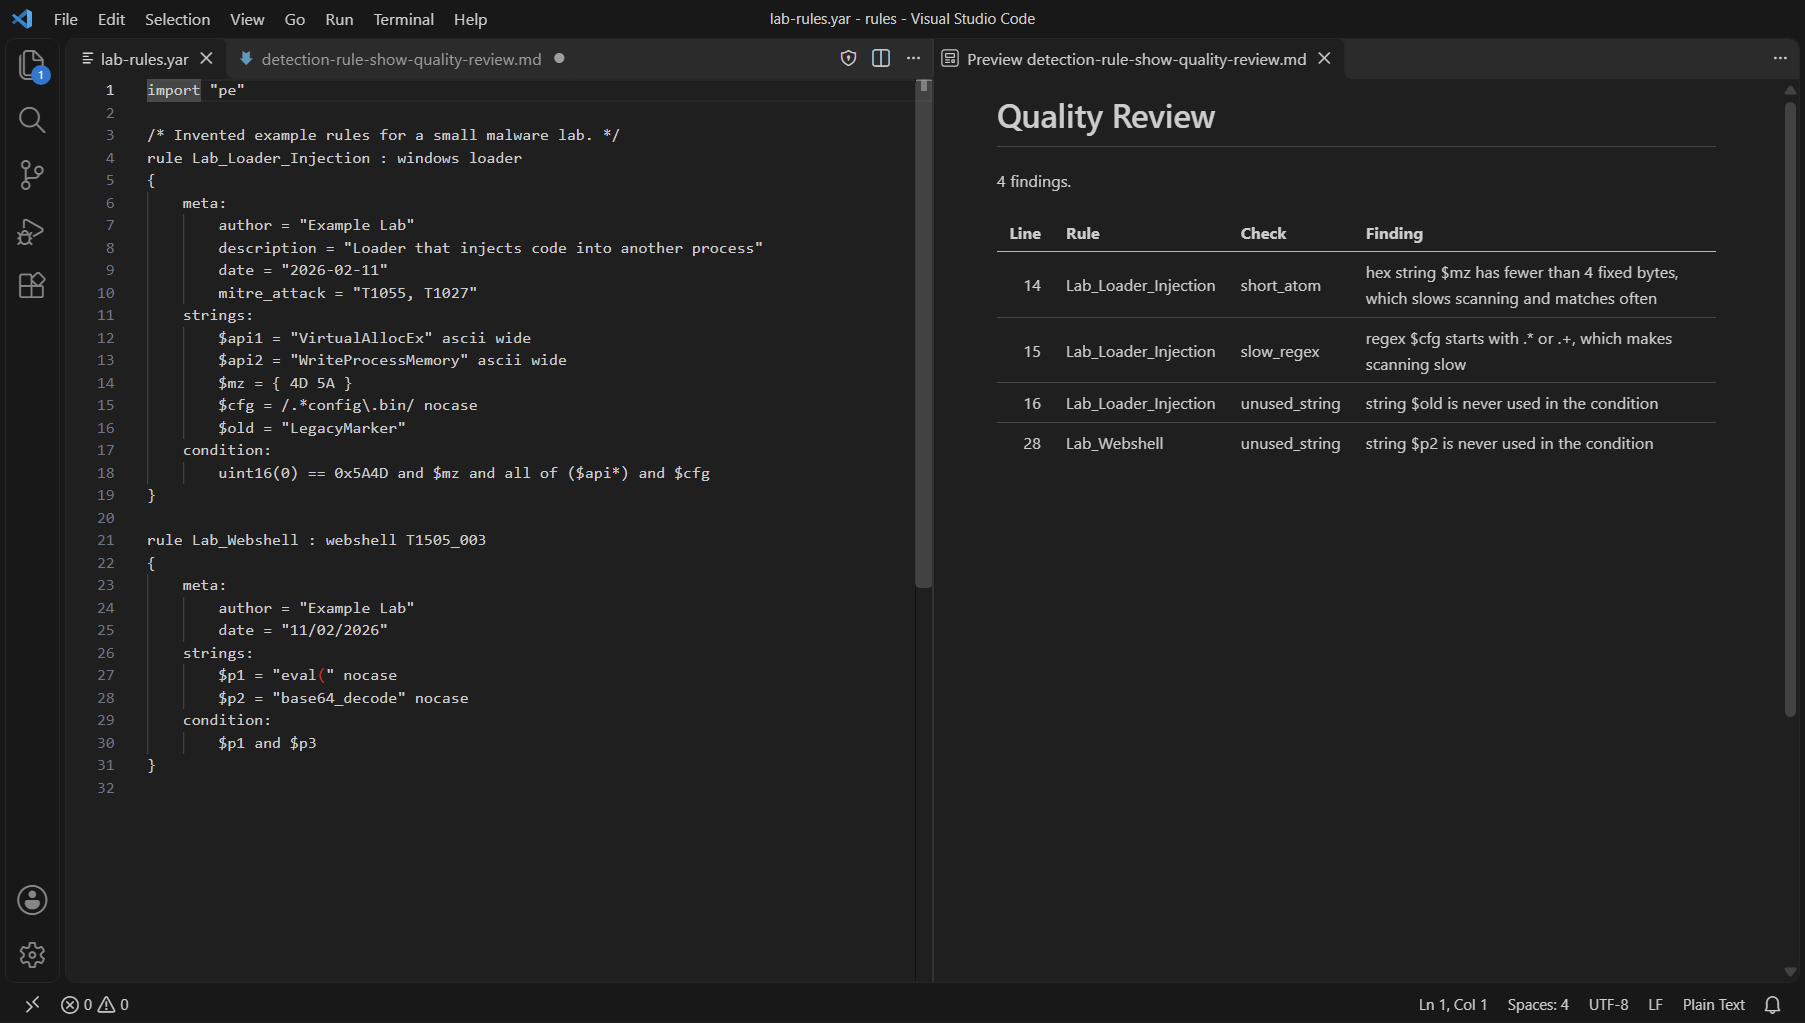 File Edit Selection View Go Run Terminal Help
lab-rules.yar - rules - Visual Studio Code
1
lab-rules.yar
detection-rule-show-quality-review.md
1 import "pe"
2
3 /* Invented example rules for a small malware lab. */
4 rule Lab_Loader_Injection : windows loader
5 {
6 meta:
7 author = "Example Lab"
8 description = "Loader that injects code into another process"
9 date = "2026-02-11"
10 mitre_attack = "T1055, T1027"
11 strings:
12 $api1 = "VirtualAllocEx" ascii wide
13 $api2 = "WriteProcessMemory" ascii wide
14 $mz = { 4D 5A }
15 $cfg = /.*config\.bin/ nocase
16 $old = "LegacyMarker"
17 condition:
18 uint16(0) == 0x5A4D and $mz and all of ($api*) and $cfg
19 }
20
21 rule Lab_Webshell : webshell T1505_003
22 {
23 meta:
24 author = "Example Lab"
25 date = "11/02/2026"
26 strings:
27 $p1 = "eval(" nocase
28 $p2 = "base64_decode" nocase
29 condition:
30 $p1 and $p3
31 }
32
Preview detection-rule-show-quality-review.md
Quality Review
4 findings.
Line Rule Check Finding
14 Lab_Loader_Injection short_atom hex string $mz has fewer than 4 fixed bytes,
which slows scanning and matches often
15 Lab_Loader_Injection slow_regex regex $cfg starts with .* or .+, which makes
scanning slow
16 Lab_Loader_Injection unused_string string $old is never used in the condition
28 Lab_Webshell unused_string string $p2 is never used in the condition
0 0
Ln 1, Col 1 Spaces: 4 UTF-8 LF Plain Text